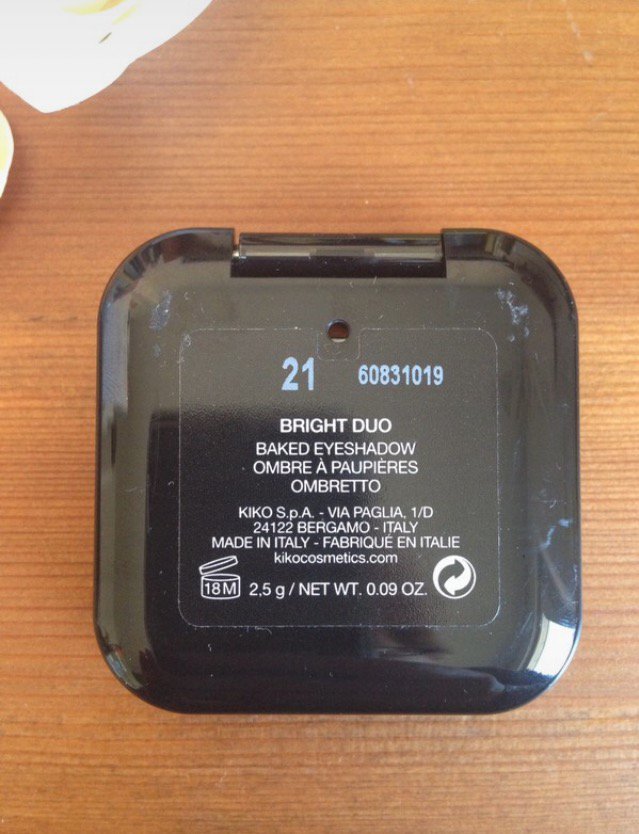 21 60831019
BRIGHT DUO
BAKED EYESHADOW
OMBRE À PAUPIÈRES
OMBRETTO
KIKO S.p.A. - VIA PAGLIA, 1/D
24122 BERGAMO - ITALY
MADE IN ITALY - FABRIQUÉ EN ITALIE
kikocosmetics.com
18M 2,5 g / NET WT. 0.09 OZ.